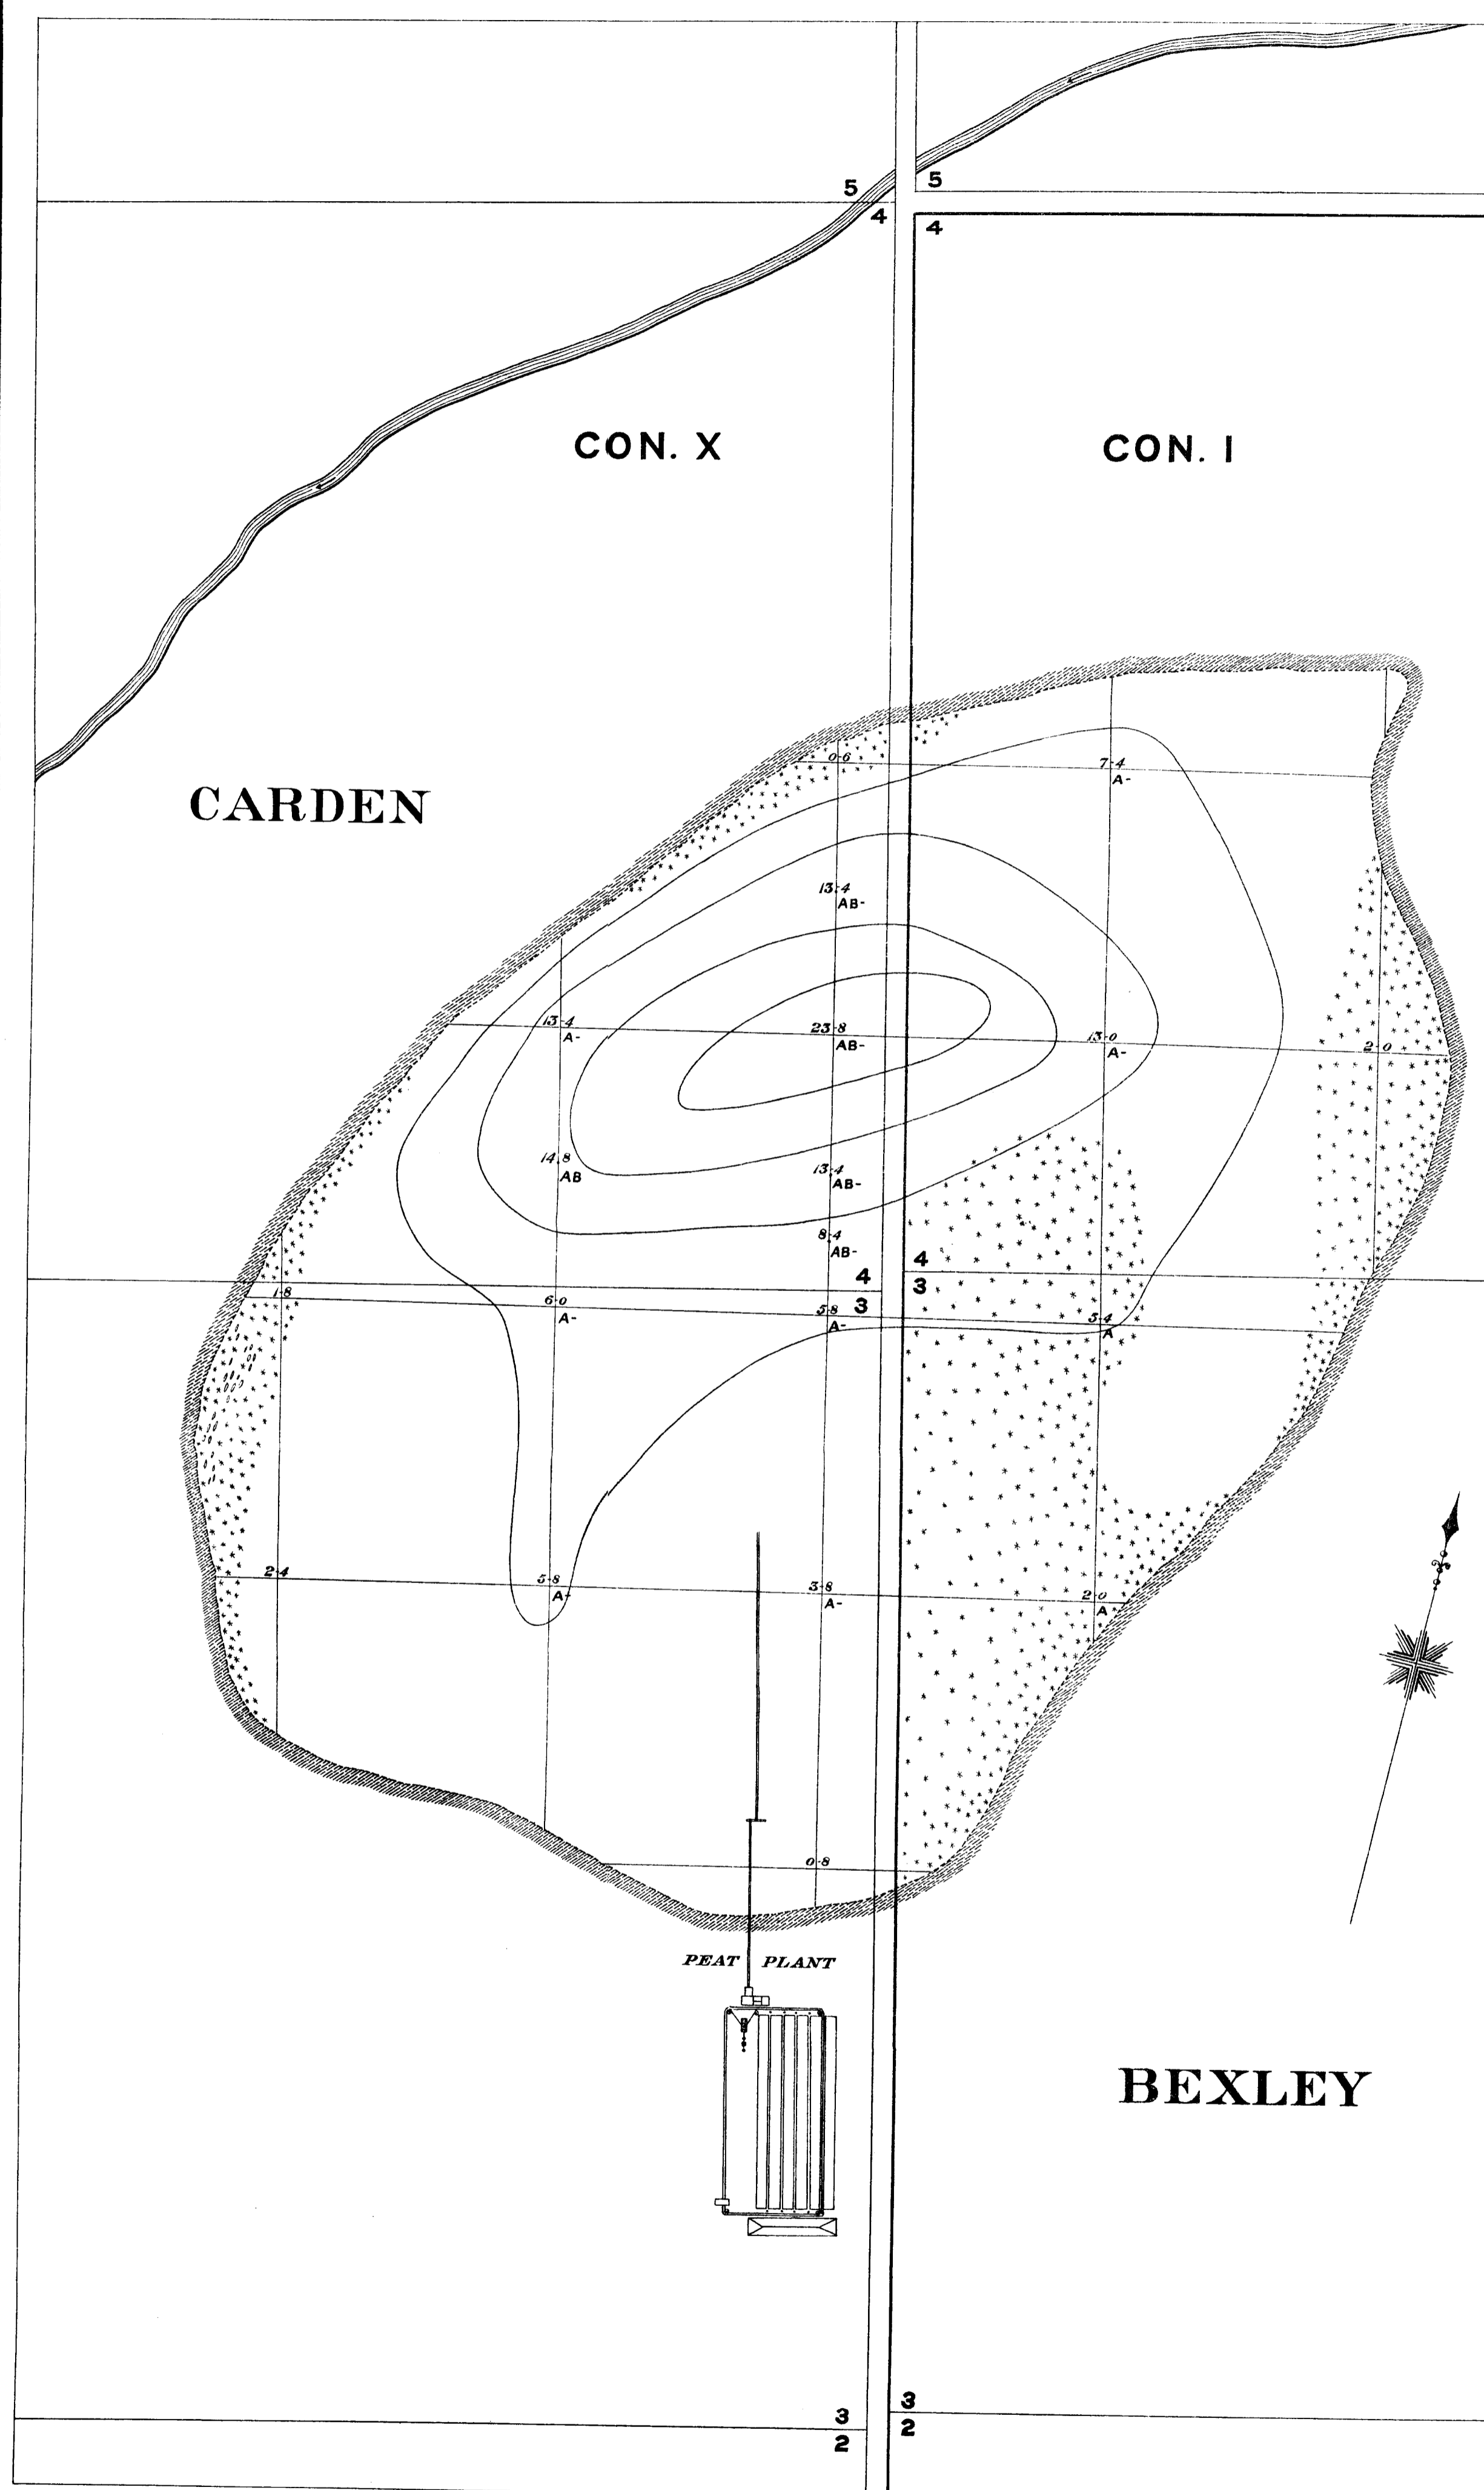 5 5
4 4
CON. X CON. I
CARDEN
0·6 7·4
A-
13·4
AB-
13·4 23·8 13·0 2·0
A- AB- A-
14·8 13·4
AB AB-
8·4
AB-
4 4
1·8 6·0 5·8 3 3 5·4
A- A- A
2·4 5·8 3·8 2·0
A- A- A
0·8
PEAT PLANT
BEXLEY
3 3
2 2